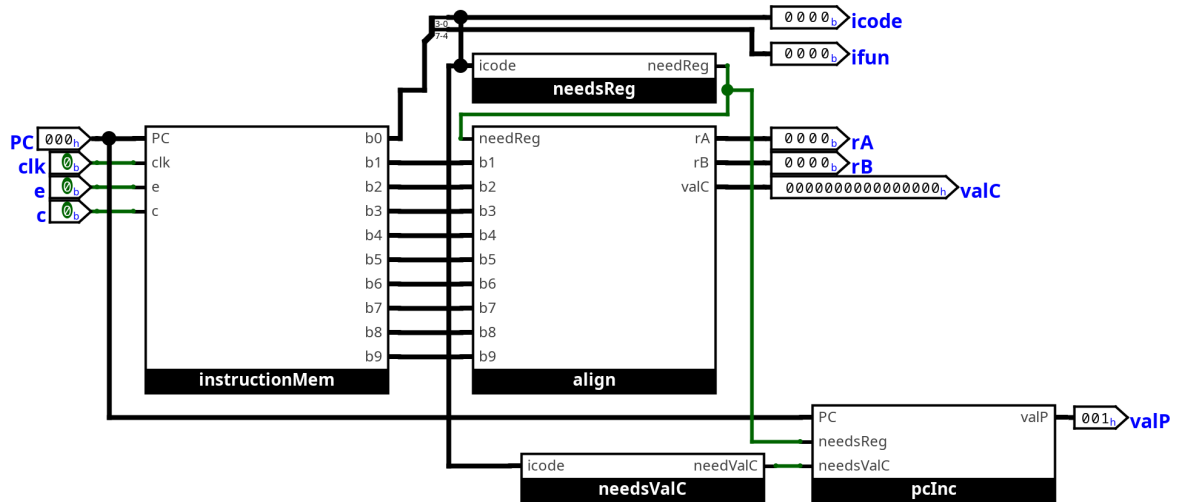 3-0
7-4
0000b icode
0000b ifun
icode needReg
needsReg
PC 000h
clk 0b
e 0b
c 0b
PC b0
clk b1
e b2
c b3
b4
b5
b6
b7
b8
b9
instructionMem
needReg rA
b1 rB
b2 valC
b3
b4
b5
b6
b7
b8
b9
align
0000b rA
0000b rB
0000000000000000h valC
PC valP
needsReg
needsValC
pcInc
001h valP
icode needValC
needsValC